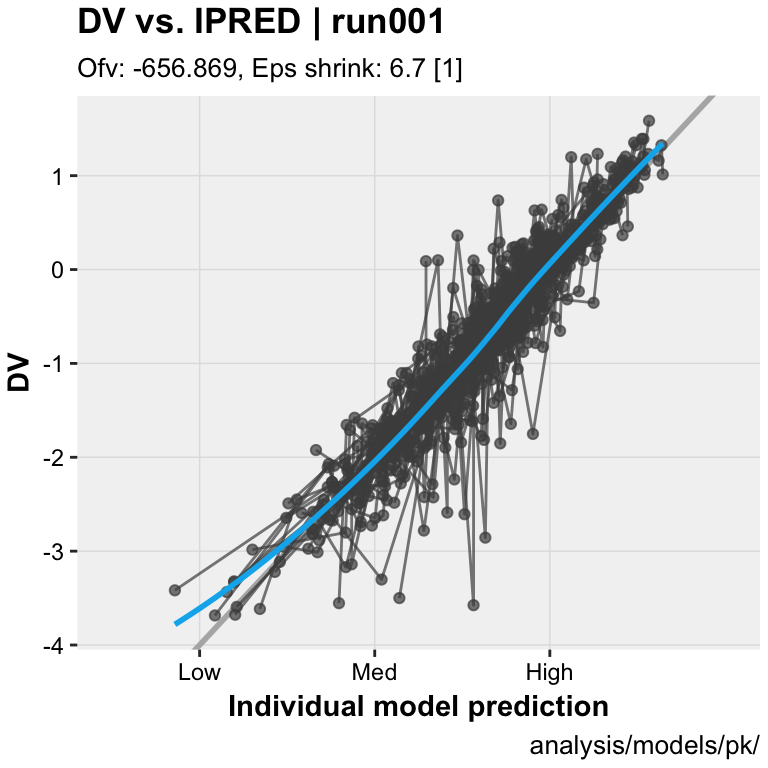 DV vs. IPRED | run001
Ofv: -656.869, Eps shrink: 6.7 [1]
1
0
-1
-2
-3
-4
DV
Low Med High
Individual model prediction
analysis/models/pk/